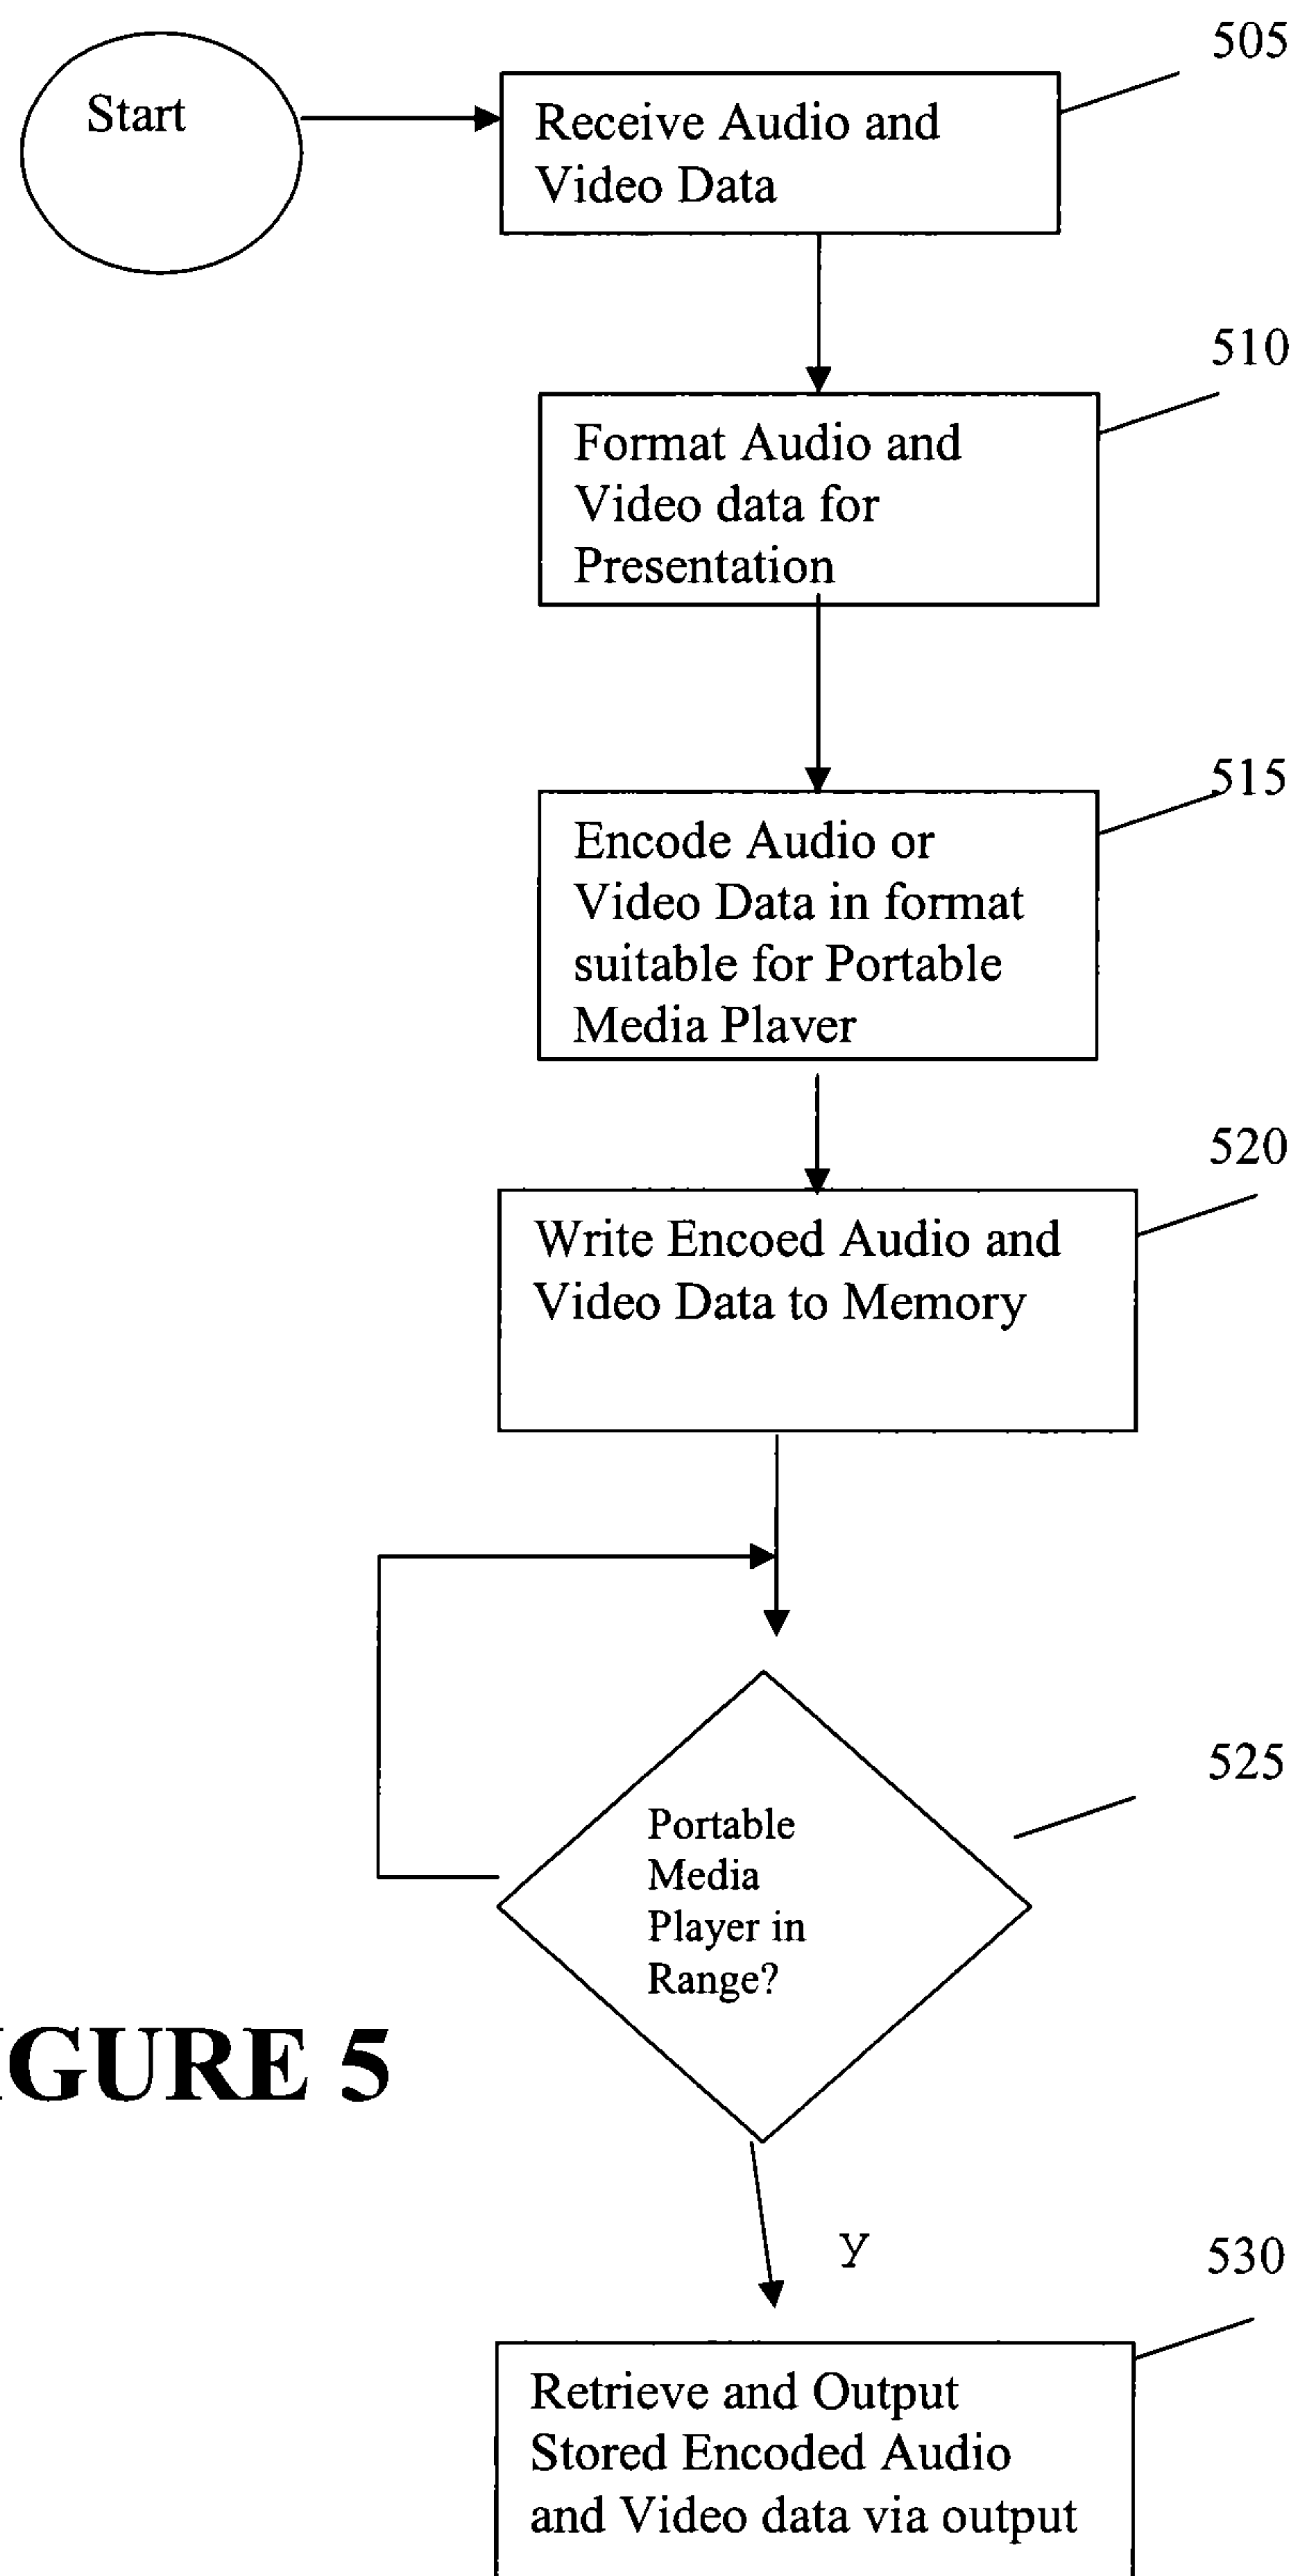 505
Start
Receive Audio and
Video Data
510
Format Audio and
Video data for
Presentation
515
Encode Audio or
Video Data in format
suitable for Portable
Media Plaver
520
Write Encoed Audio and
Video Data to Memory
525
Portable
Media
Player in
Range?
IGURE 5
y
530
Retrieve and Output
Stored Encoded Audio
and Video data via output